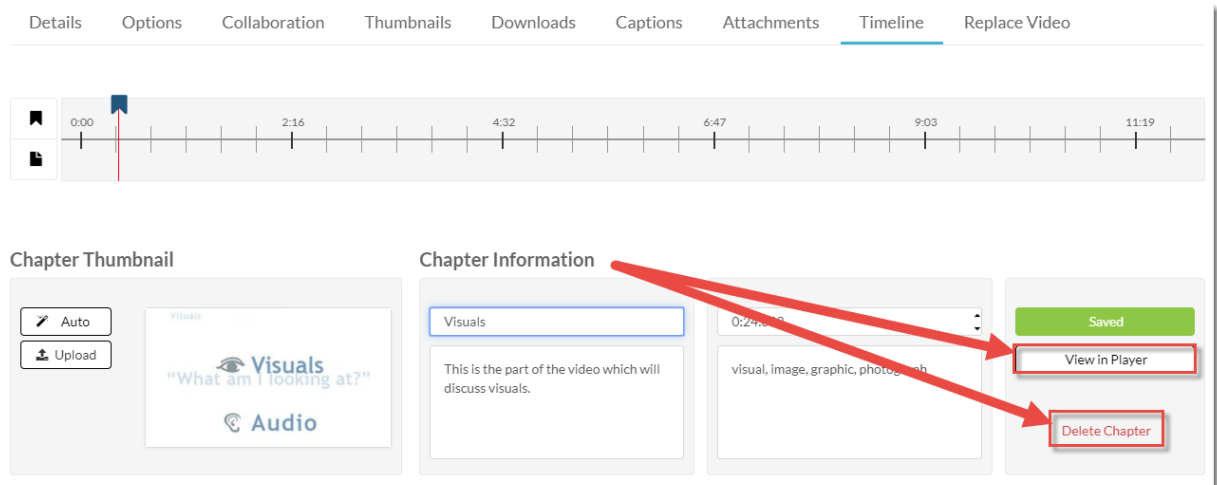 Details Options Collaboration Thumbnails Downloads Captions Attachments Timeline Replace Video
0:00 2:16 4:32 6:47 9:03 11:19
Chapter Thumbnail
Chapter Information
Auto
Upload
Visuals
Visuals
"What am I looking at?"
Audio
Visuals
This is the part of the video which will
discuss visuals.
visual, image, graphic, photograph
Saved
View in Player
Delete Chapter